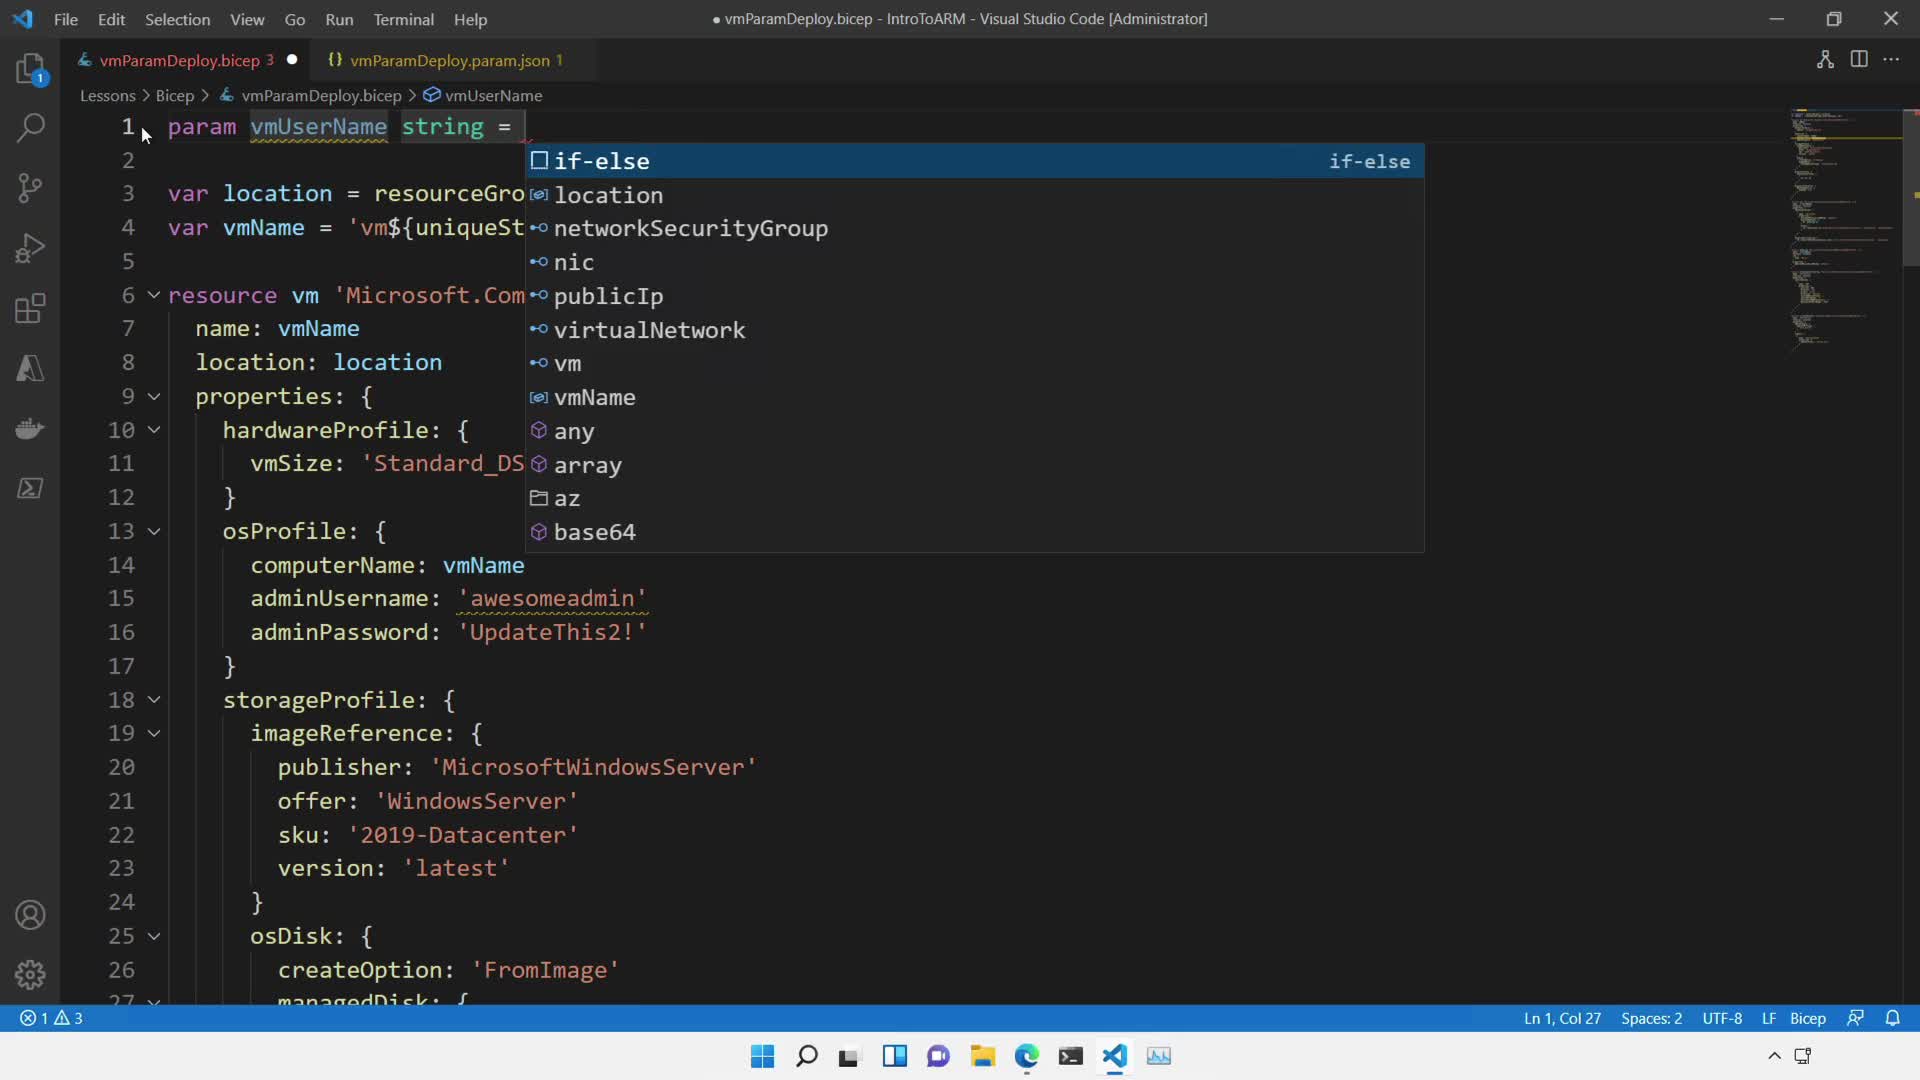 File Edit Selection View Go Run Terminal Help
● vmParamDeploy.bicep - IntroToARM - Visual Studio Code [Administrator]
vmParamDeploy.bicep 3 ●
{} vmParamDeploy.param.json 1
Lessons > Bicep > vmParamDeploy.bicep > vmUserName
1
1 param vmUserName string =
2
3 var location = resourceGro
4 var vmName = 'vm${uniqueSt
5
6 resource vm 'Microsoft.Com
7 name: vmName
8 location: location
9 properties: {
10 hardwareProfile: {
11 vmSize: 'Standard_DS
12 }
13 osProfile: {
14 computerName: vmName
15 adminUsername: 'awesomeadmin'
16 adminPassword: 'UpdateThis2!'
17 }
18 storageProfile: {
19 imageReference: {
20 publisher: 'MicrosoftWindowsServer'
21 offer: 'WindowsServer'
22 sku: '2019-Datacenter'
23 version: 'latest'
24 }
25 osDisk: {
26 createOption: 'FromImage'
27 managedDisk: {
if-else if-else
location
networkSecurityGroup
nic
publicIp
virtualNetwork
vm
vmName
any
array
az
base64
1 3
Ln 1, Col 27 Spaces: 2 UTF-8 LF Bicep